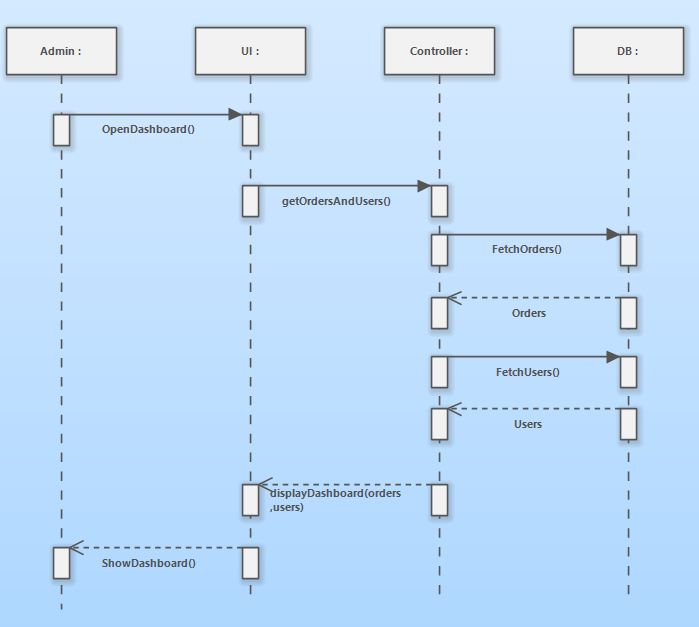 Admin :
UI :
Controller :
DB :
OpenDashboard()
getOrdersAndUsers()
FetchOrders()
Orders
FetchUsers()
Users
displayDashboard(orders
,users)
ShowDashboard()